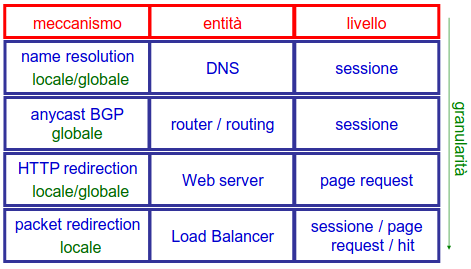 meccanismo entità livello
name resolution
locale/globale
DNS
sessione
anycast BGP
globale
router / routing
sessione
HTTP redirection
locale/globale
Web server
page request
packet redirection
locale
Load Balancer
sessione / page
request / hit
granularità